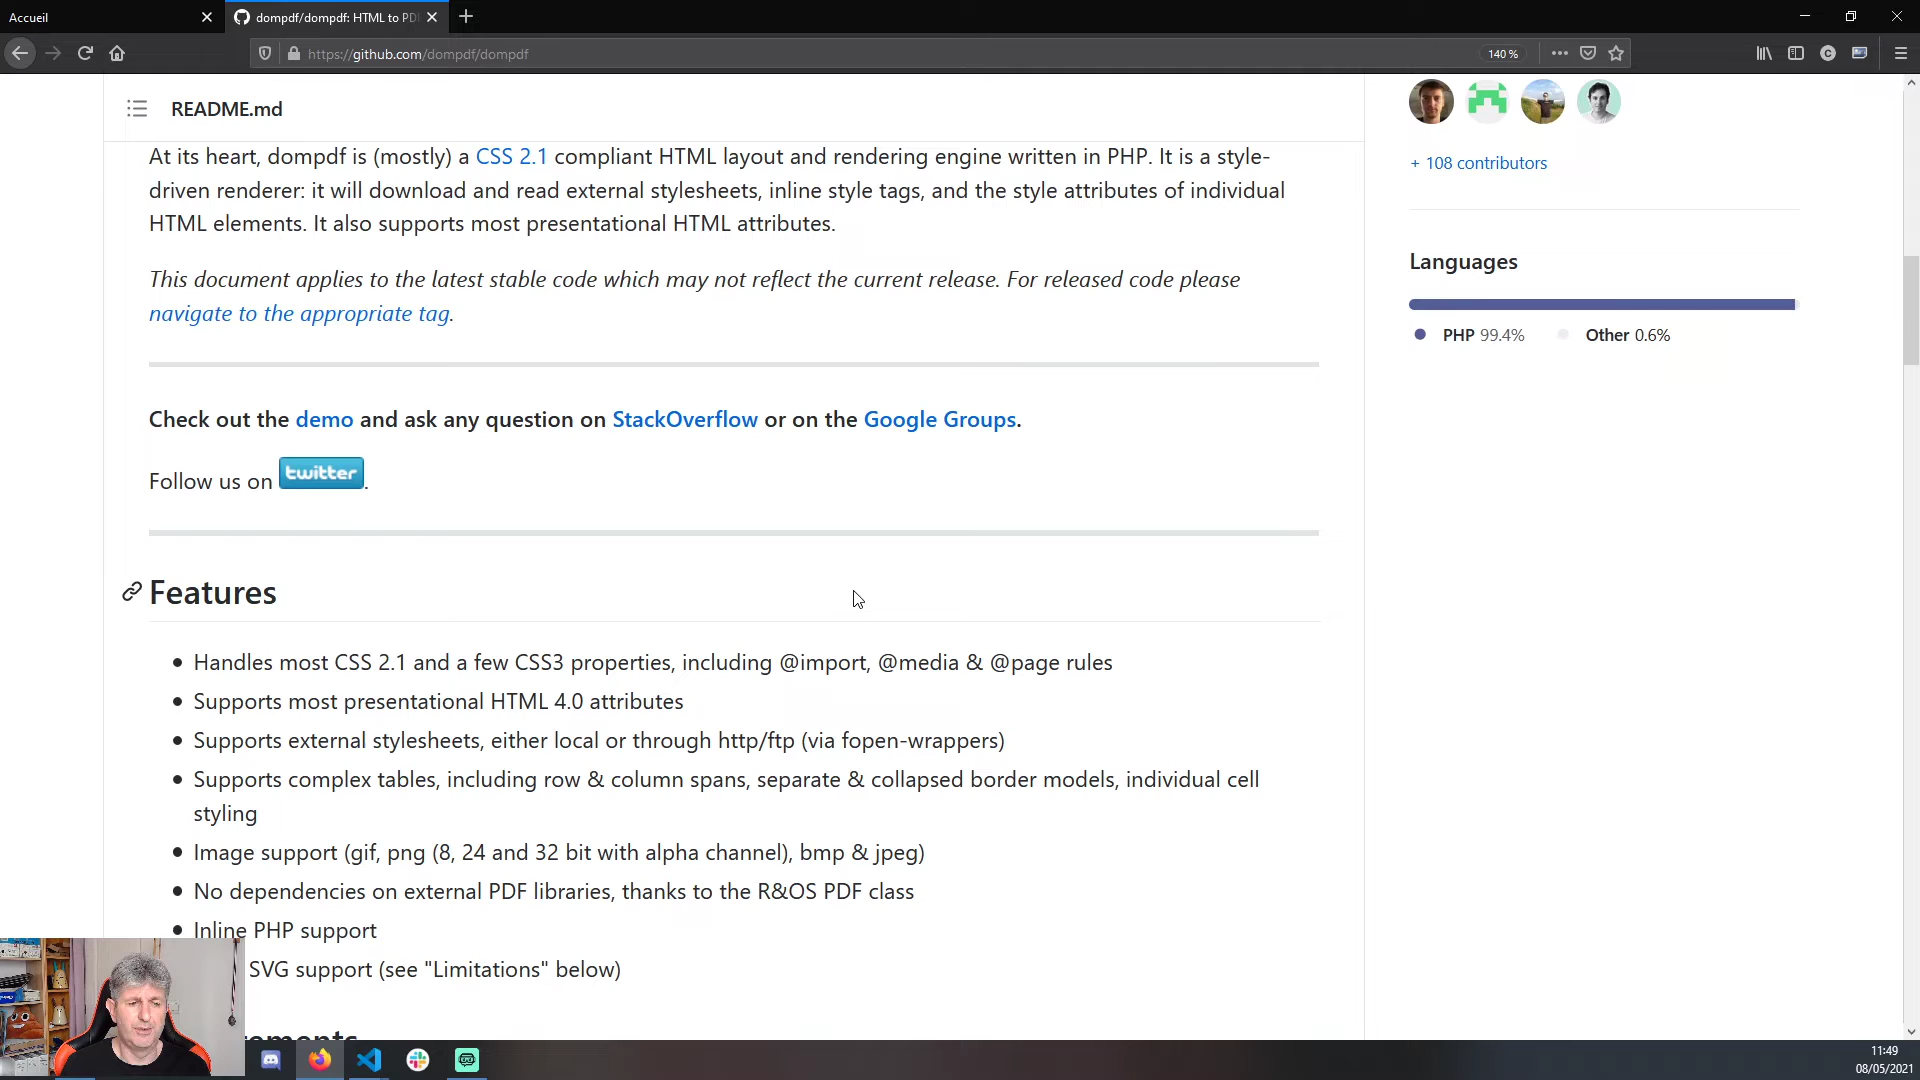 Accueil
dompdf/dompdf: HTML to PD
https://github.com/dompdf/dompdf
140 %
README.md
At its heart, dompdf is (mostly) a CSS 2.1 compliant HTML layout and rendering engine written in PHP. It is a style-
driven renderer: it will download and read external stylesheets, inline style tags, and the style attributes of individual
HTML elements. It also supports most presentational HTML attributes.
This document applies to the latest stable code which may not reflect the current release. For released code please
navigate to the appropriate tag.
Check out the demo and ask any question on StackOverflow or on the Google Groups.
Follow us on twitter.
Features
Handles most CSS 2.1 and a few CSS3 properties, including @import, @media & @page rules
Supports most presentational HTML 4.0 attributes
Supports external stylesheets, either local or through http/ftp (via fopen-wrappers)
Supports complex tables, including row & column spans, separate & collapsed border models, individual cell
styling
Image support (gif, png (8, 24 and 32 bit with alpha channel), bmp & jpeg)
No dependencies on external PDF libraries, thanks to the R&OS PDF class
Inline PHP support
SVG support (see "Limitations" below)
+ 108 contributors
Languages
PHP 99.4%
Other 0.6%
11:49
08/05/2021